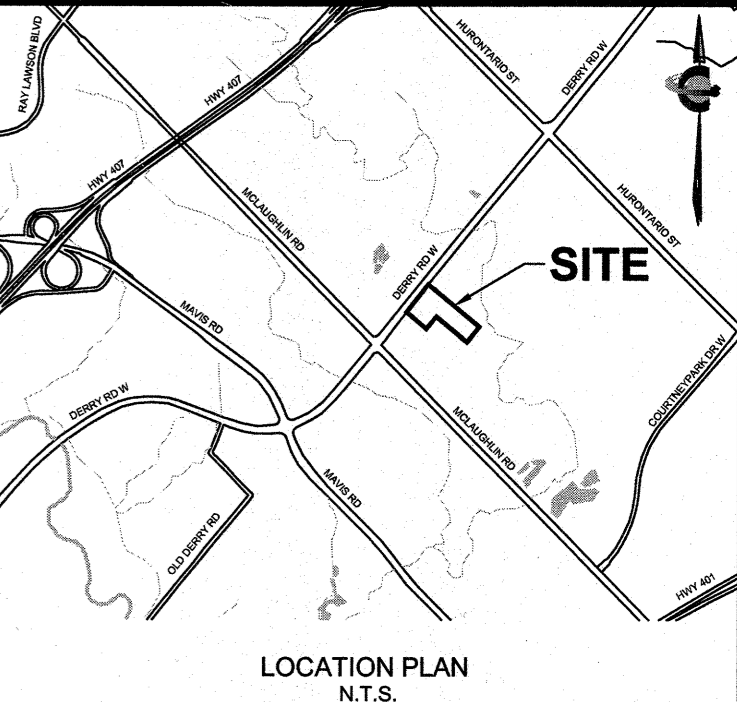 RAY LAWSON BLVD
HWY 407
HURONTARIO ST
DERRY RD W
HWY 407
MCLAUGHLIN RD
HURONTARIO ST
SITE
DERRY RD W
MAVIS RD
COURTNEYPARK DR W
DERRY RD W
MCLAUGHLIN RD
MAVIS RD
OLD DERRY RD
HWY 401
LOCATION PLAN
N.T.S.